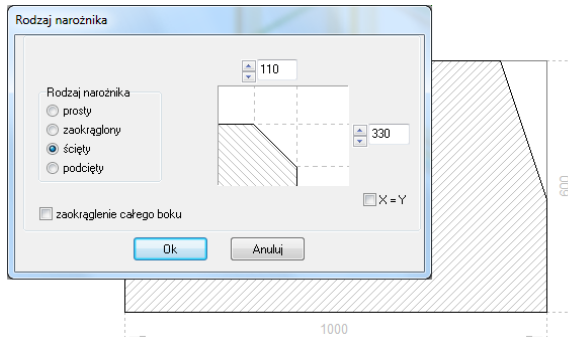 Rodzaj narożnika
110
Rodzaj narożnika
prosty
zaokrąglony
ścięty
podcięty
330
X = Y
zaokrąglenie całego boku
Ok
Anuluj
600
1000